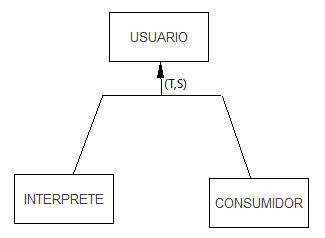 USUARIO
(T,S)
INTERPRETE
CONSUMIDOR